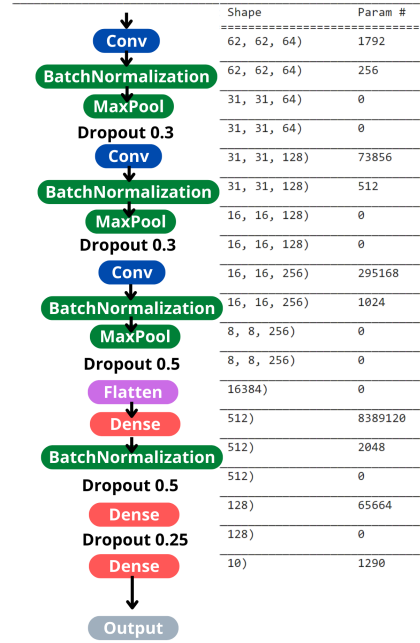 Shape Param #
==========================
Conv 62, 62, 64) 1792
BatchNormalization 62, 62, 64) 256
MaxPool 31, 31, 64) 0
Dropout 0.3 31, 31, 64) 0
Conv 31, 31, 128) 73856
BatchNormalization 31, 31, 128) 512
MaxPool 16, 16, 128) 0
Dropout 0.3 16, 16, 128) 0
Conv 16, 16, 256) 295168
BatchNormalization 16, 16, 256) 1024
MaxPool 8, 8, 256) 0
Dropout 0.5 8, 8, 256) 0
Flatten 16384) 0
Dense 512) 8389120
BatchNormalization 512) 2048
Dropout 0.5 512) 0
Dense 128) 65664
Dropout 0.25 128) 0
Dense 10) 1290
Output